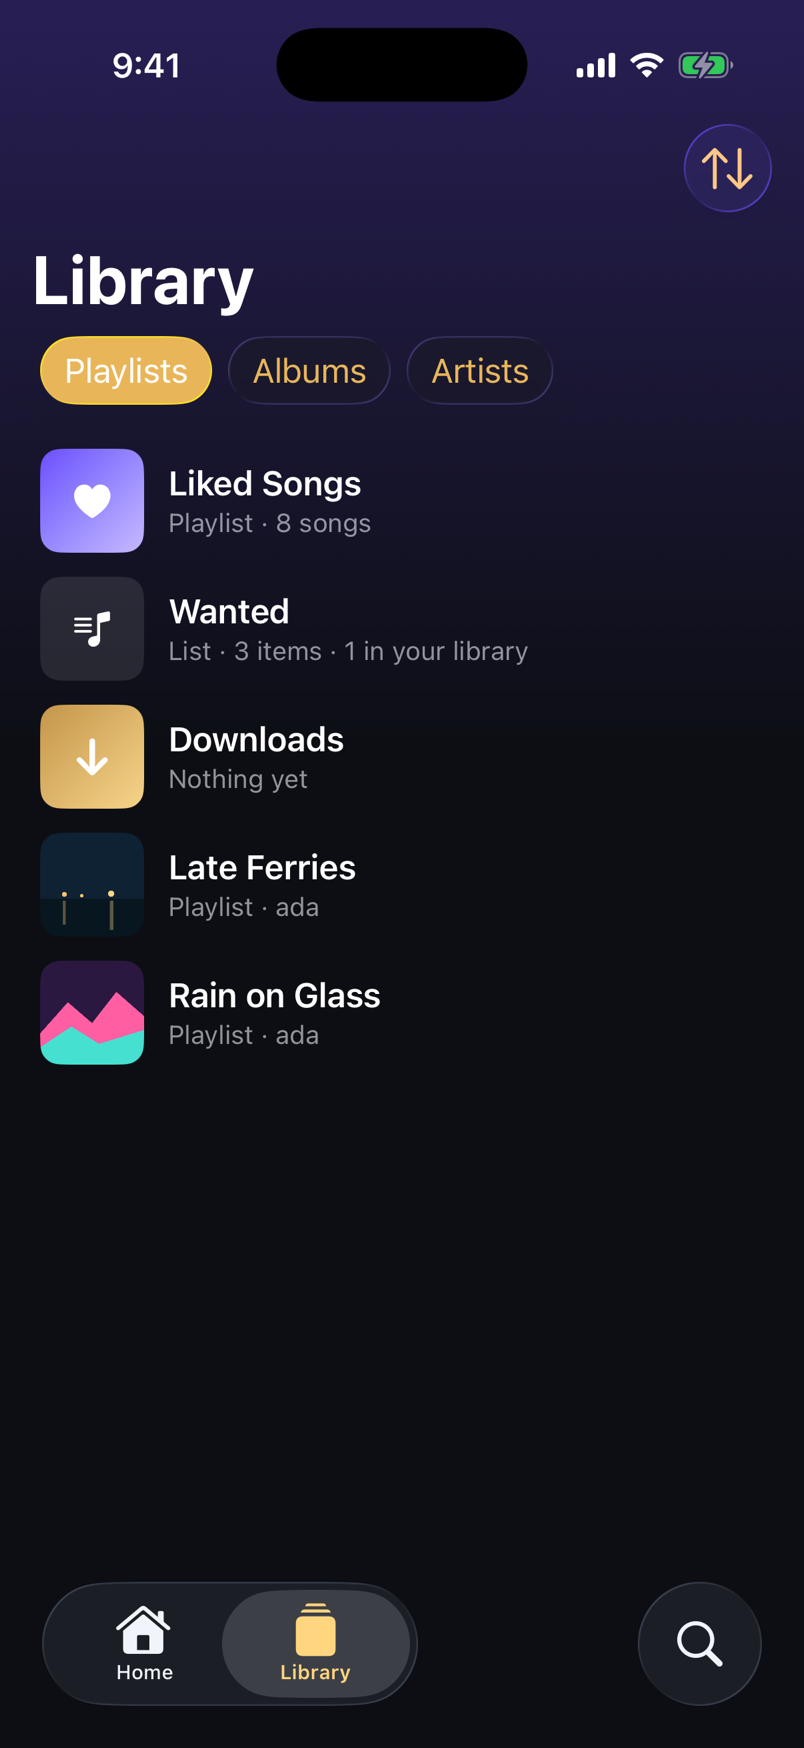 9:41
Library
Playlists Albums Artists
Liked Songs
Playlist · 8 songs
Wanted
List · 3 items · 1 in your library
Downloads
Nothing yet
Late Ferries
Playlist · ada
Rain on Glass
Playlist · ada
Home Library